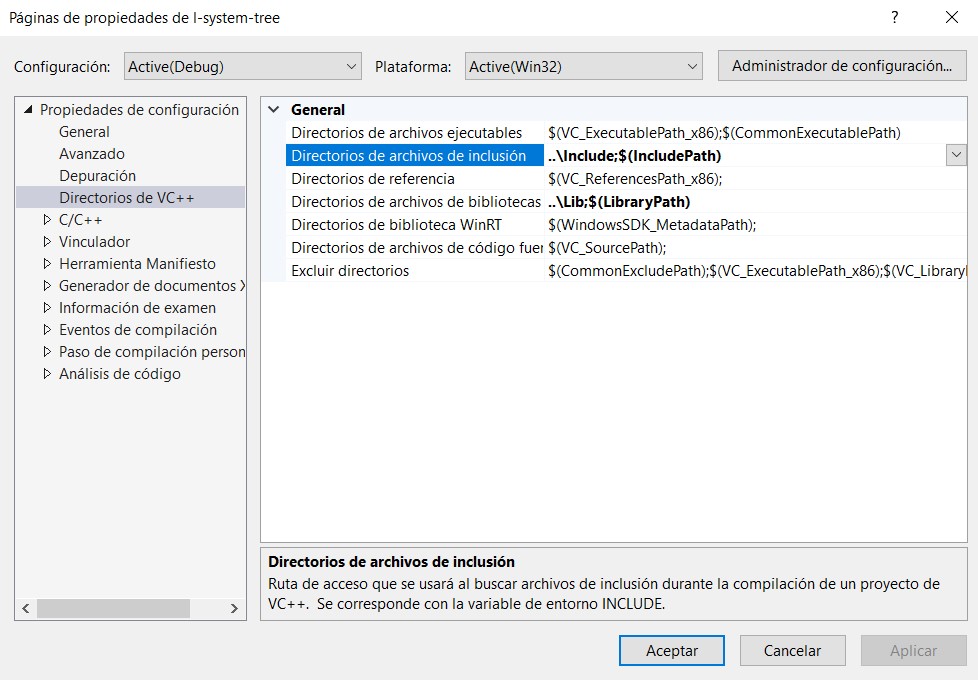 Páginas de propiedades de l-system-tree
?
Configuración: Active(Debug) Plataforma: Active(Win32) Administrador de configuración...
Propiedades de configuración
General
Avanzado
Depuración
Directorios de VC++
C/C++
Vinculador
Herramienta Manifiesto
Generador de documentos X
Información de examen
Eventos de compilación
Paso de compilación person
Análisis de código
General
Directorios de archivos ejecutables $(VC_ExecutablePath_x86);$(CommonExecutablePath)
Directorios de archivos de inclusión ..\Include;$(IncludePath)
Directorios de referencia $(VC_ReferencesPath_x86);
Directorios de archivos de bibliotecas ..\Lib;$(LibraryPath)
Directorios de biblioteca WinRT $(WindowsSDK_MetadataPath);
Directorios de archivos de código fuer $(VC_SourcePath);
Excluir directorios $(CommonExcludePath);$(VC_ExecutablePath_x86);$(VC_Library
Directorios de archivos de inclusión
Ruta de acceso que se usará al buscar archivos de inclusión durante la compilación de un proyecto de
VC++.  Se corresponde con la variable de entorno INCLUDE.
Aceptar Cancelar Aplicar